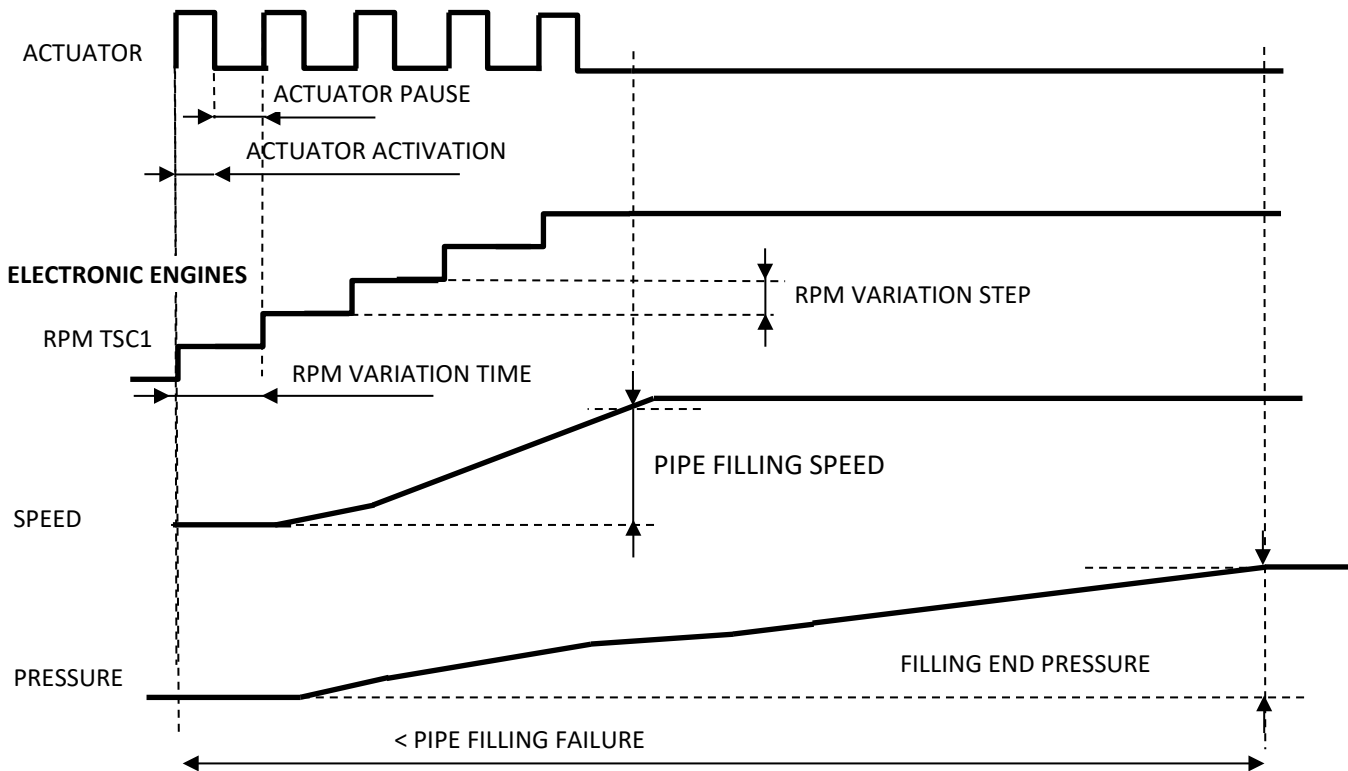 ACTUATOR
ACTUATOR PAUSE
ACTUATOR ACTIVATION
ELECTRONIC ENGINES
RPM VARIATION STEP
RPM TSC1
RPM VARIATION TIME
PIPE FILLING SPEED
SPEED
FILLING END PRESSURE
PRESSURE
< PIPE FILLING FAILURE